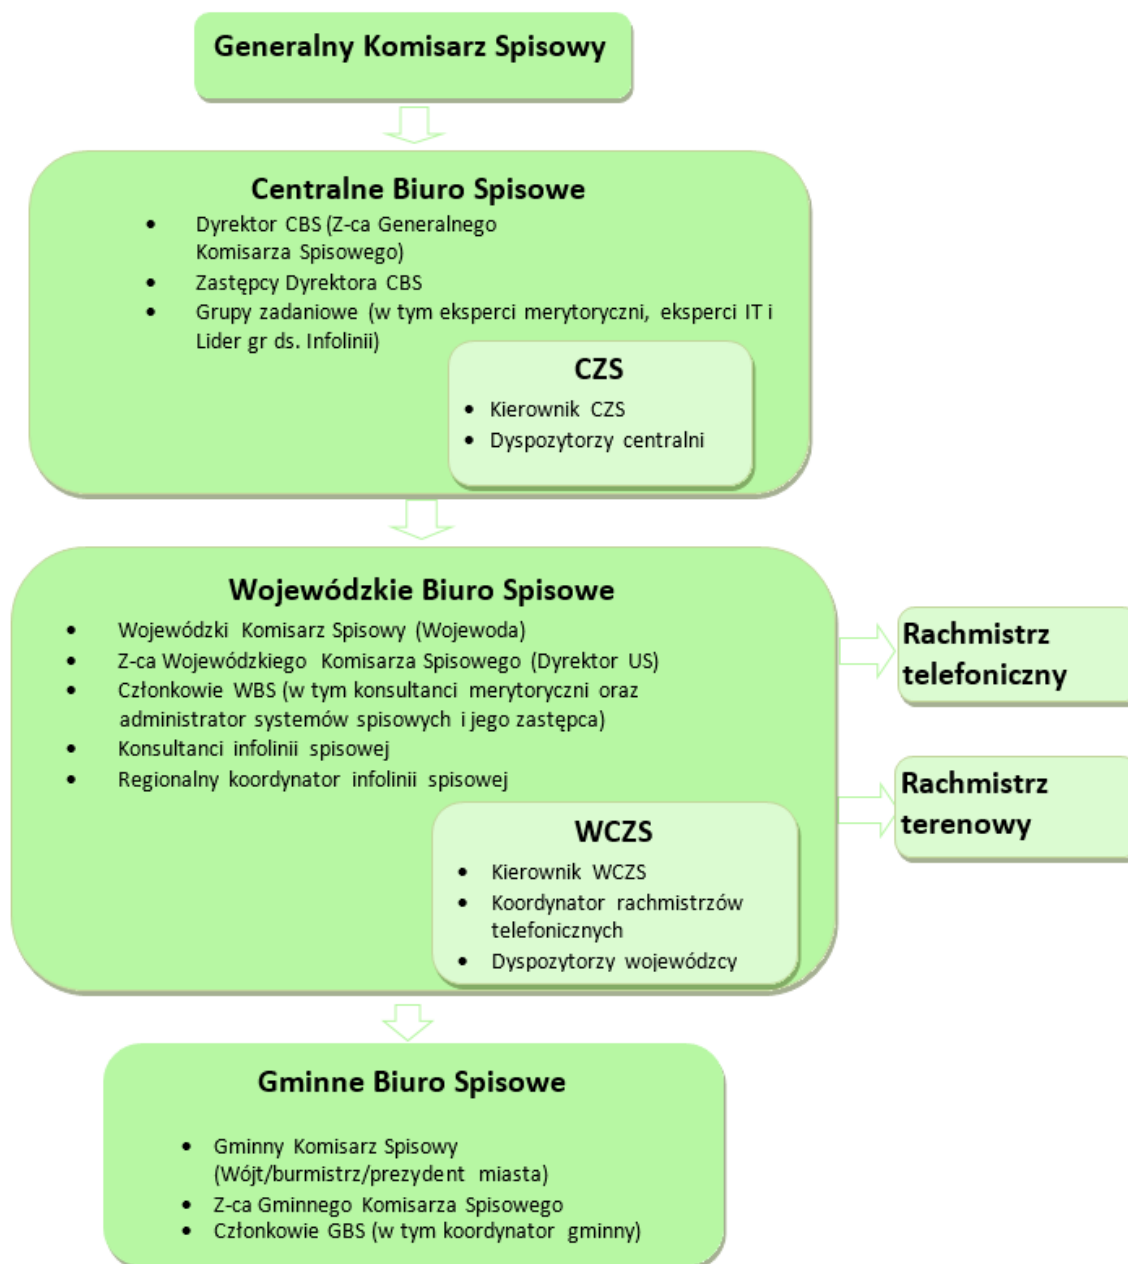 Generalny Komisarz Spisowy
Centralne Biuro Spisowe
• Dyrektor CBS (Z-ca Generalnego
Komisarza Spisowego)
• Zastępcy Dyrektora CBS
• Grupy zadaniowe (w tym eksperci merytoryczni, eksperci IT i
Lider gr ds. Infolinii)
CZS
• Kierownik CZS
• Dyspozytorzy centralni
Wojewódzkie Biuro Spisowe
• Wojewódzki Komisarz Spisowy (Wojewoda)
• Z-ca Wojewódzkiego Komisarza Spisowego (Dyrektor US)
• Członkowie WBS (w tym konsultanci merytoryczni oraz
administrator systemów spisowych i jego zastępca)
• Konsultanci infolinii spisowej
• Regionalny koordynator infolinii spisowej
WCZS
• Kierownik WCZS
• Koordynator rachmistrzów
telefonicznych
• Dyspozytorzy wojewódzcy
Rachmistrz
telefoniczny
Rachmistrz
terenowy
Gminne Biuro Spisowe
• Gminny Komisarz Spisowy
(Wójt/burmistrz/prezydent miasta)
• Z-ca Gminnego Komisarza Spisowego
• Członkowie GBS (w tym koordynator gminny)